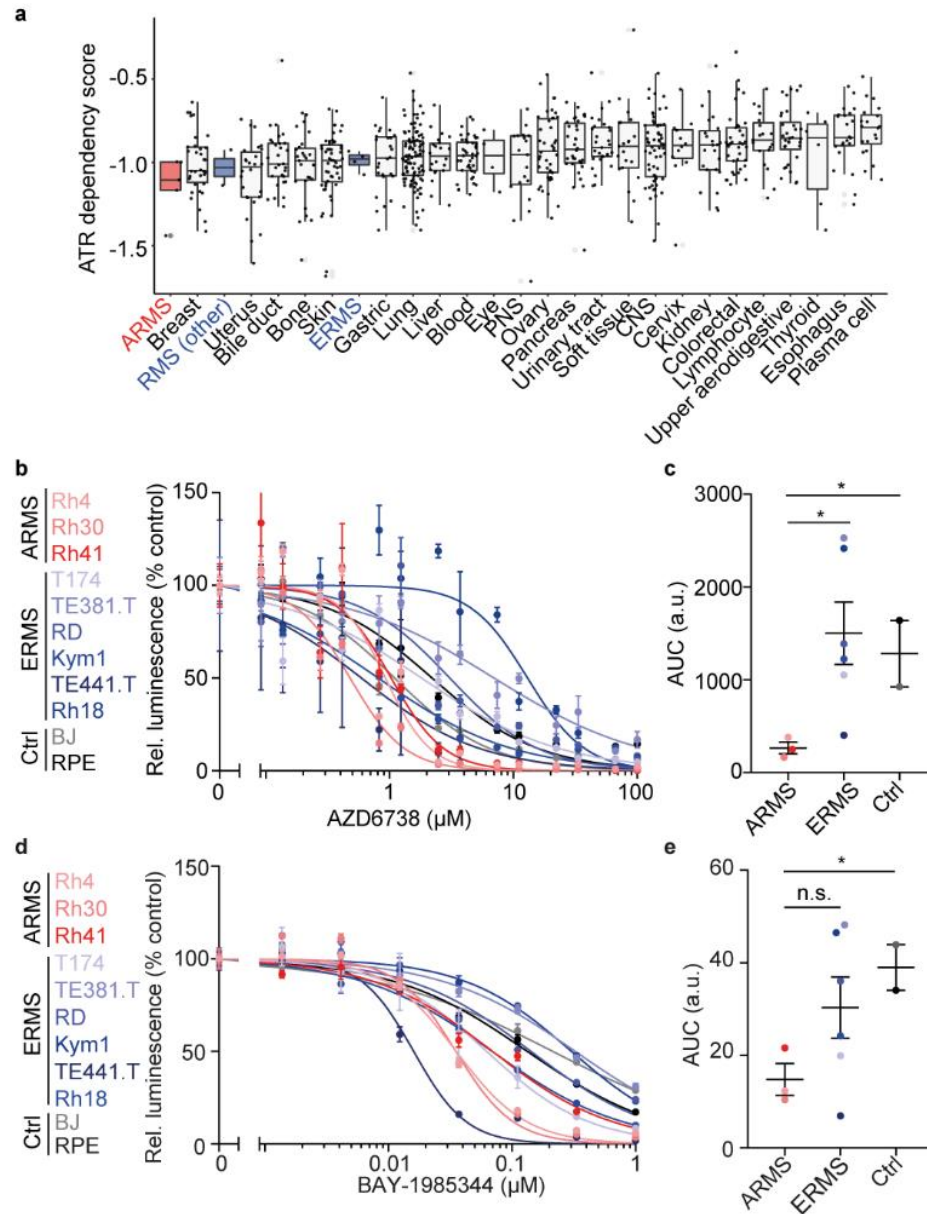 a
ATR dependency score
-0.5
-1.0
-1.5
ARMS
Breast
RMS (other)
Uterus
Bile duct
Bone
Skin
ERMS
Gastric
Lung
Liver
Blood
Eye
PNS
Ovary
Pancreas
Urinary tract
Soft tissue
CNS
Cervix
Kidney
Colorectal
Lymphocyte
Upper aerodigestive
Thyroid
Esophagus
Plasma cell
b
ARMS
Rh4
Rh30
Rh41
ERMS
T174
TE381.T
RD
Kym1
TE441.T
Rh18
Ctrl
BJ
RPE
Rel. luminescence (% control)
150
100
50
0
0 1 10 100
AZD6738 (µM)
c
AUC (a.u.)
3000
2000
1000
0
*
*
ARMS
ERMS
Ctrl
d
ARMS
Rh4
Rh30
Rh41
ERMS
T174
TE381.T
RD
Kym1
TE441.T
Rh18
Ctrl
BJ
RPE
Rel. luminescence (% control)
150
100
50
0
0 0.01 0.1 1
BAY-1985344 (µM)
e
AUC (a.u.)
60
40
20
0
*
n.s.
ARMS
ERMS
Ctrl